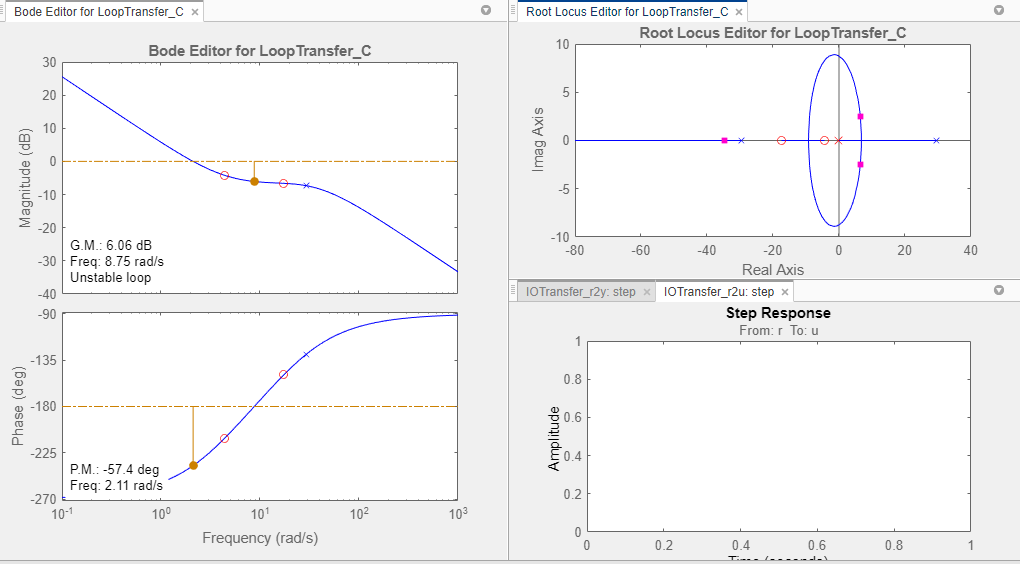 Bode Editor for LoopTransfer_C
Bode Editor for LoopTransfer_C
30
20
10
0
-10
-20
-30
-40
Magnitude (dB)
G.M.: 6.06 dB
Freq: 8.75 rad/s
Unstable loop
-90
-135
-180
-225
-270
Phase (deg)
P.M.: -57.4 deg
Freq: 2.11 rad/s
10-1 100 101 102 103
Frequency (rad/s)
Root Locus Editor for LoopTransfer_C
Root Locus Editor for LoopTransfer_C
10
5
0
-5
-10
Imag Axis
-80 -60 -40 -20 0 20 40
Real Axis
IOTransfer_r2y: step IOTransfer_r2u: step
Step Response
From: r To: u
1
0.8
0.6
0.4
0.2
0
Amplitude
0 0.2 0.4 0.6 0.8 1
Time (seconds)